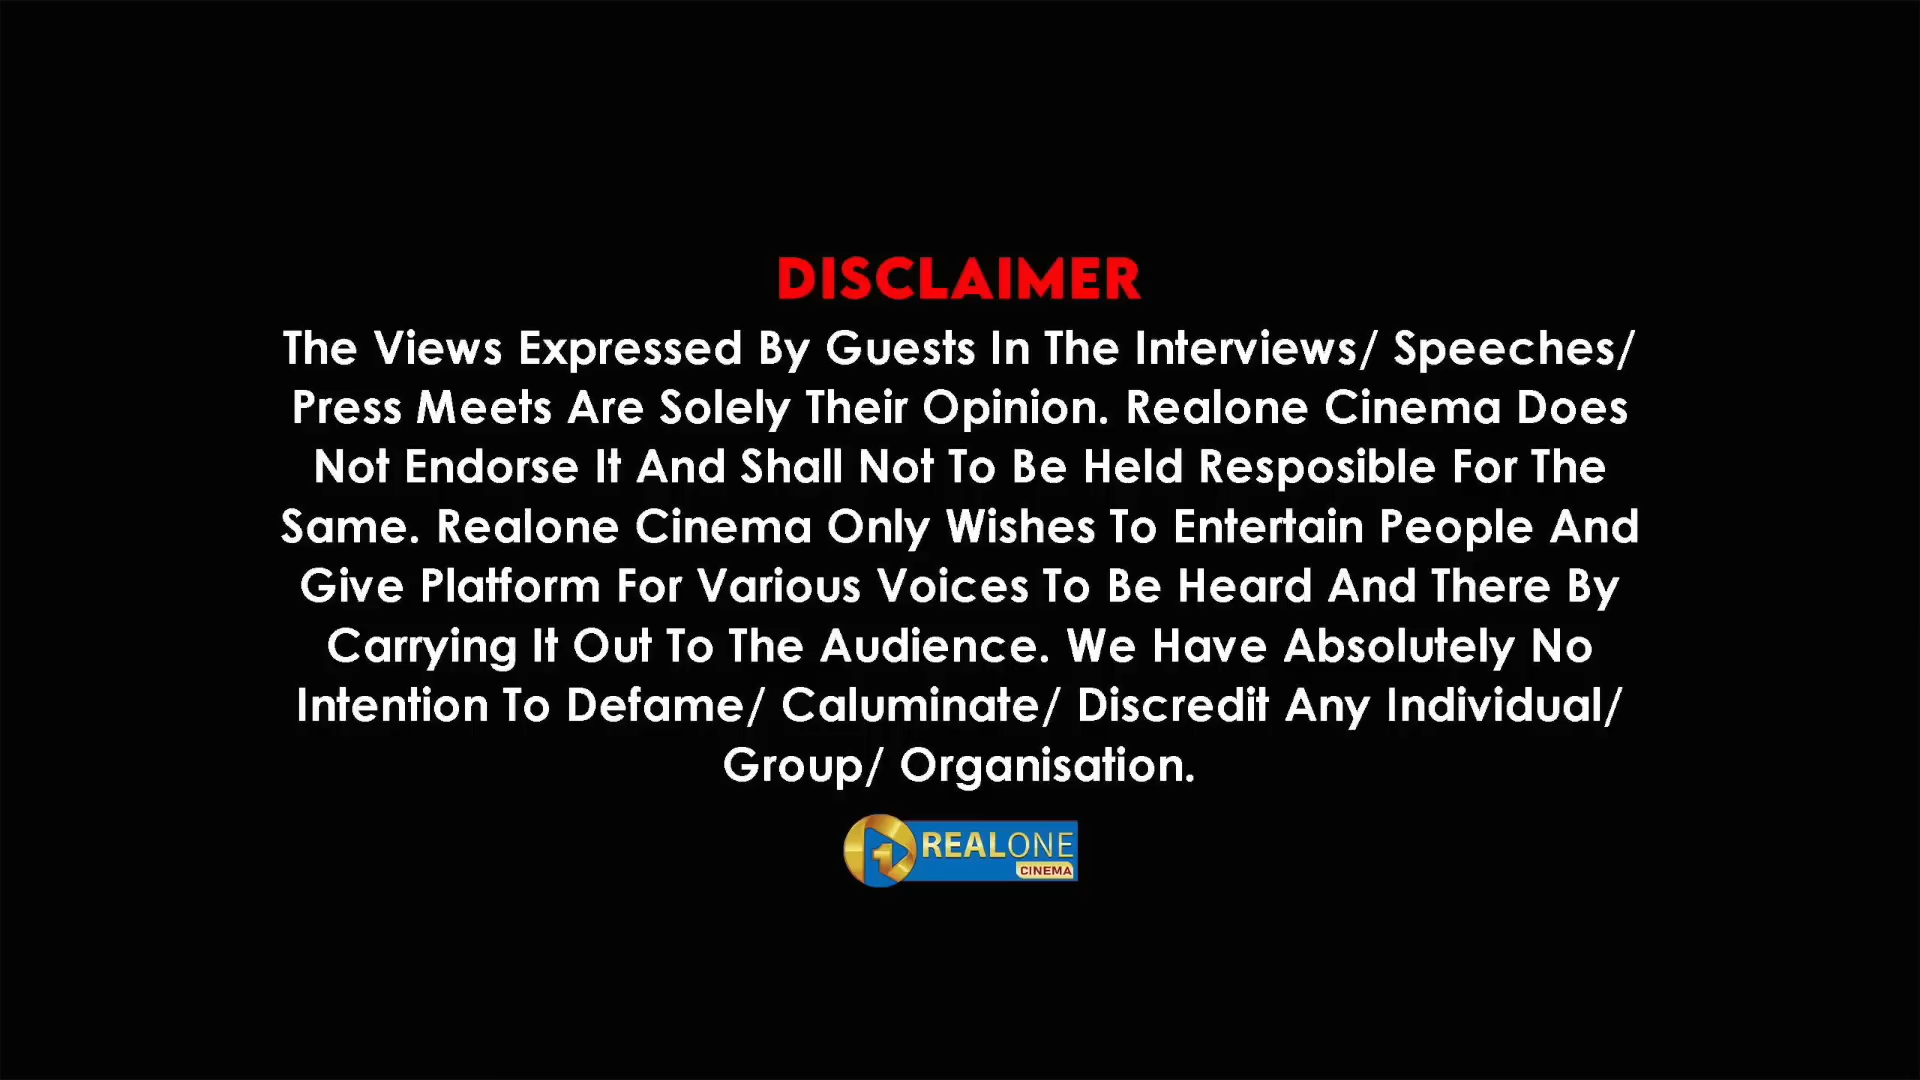 DISCLAIMER
The Views Expressed By Guests In The Interviews/ Speeches/
Press Meets Are Solely Their Opinion. Realone Cinema Does
Not Endorse It And Shall Not To Be Held Resposible For The
Same. Realone Cinema Only Wishes To Entertain People And
Give Platform For Various Voices To Be Heard And There By
Carrying It Out To The Audience. We Have Absolutely No
Intention To Defame/ Caluminate/ Discredit Any Individual/
Group/ Organisation.
1 REALONE
CINEMA